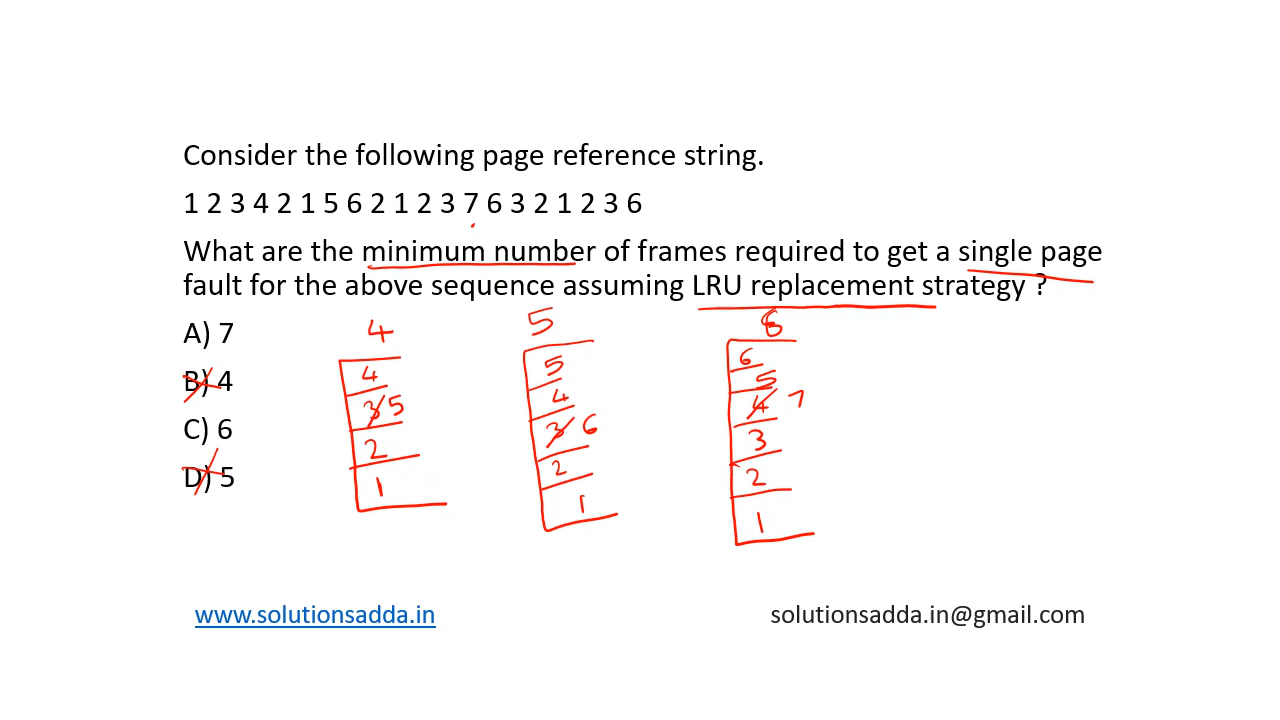 Consider the following page reference string.
1 2 3 4 2 1 5 6 2 1 2 3 7 6 3 2 1 2 3 6
What are the minimum number of frames required to get a single page
fault for the above sequence assuming LRU replacement strategy ?
A) 7
B) 4
C) 6
D) 5
4
4
3 5
2
1
5
5
4
3 6
2
1
6
6
5
4 7
3
2
1
www.solutionsadda.in
solutionsadda.in@gmail.com